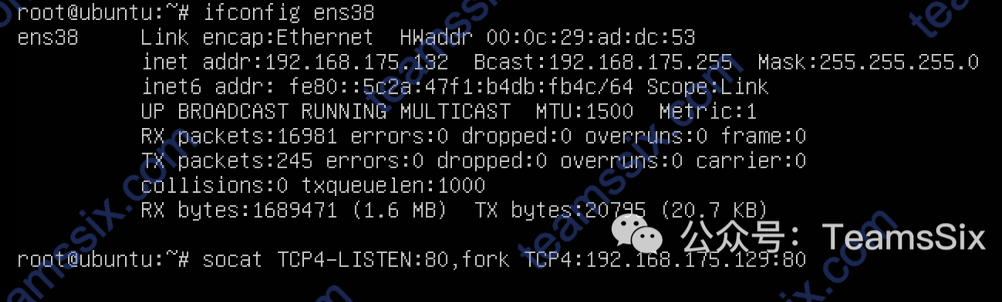 root@ubuntu:~# ifconfig ens38
ens38     Link encap:Ethernet  HWaddr 00:0c:29:ad:dc:53
          inet addr:192.168.175.132  Bcast:192.168.175.255  Mask:255.255.255.0
          inet6 addr: fe80::5c2a:47f1:b4db:fb4c/64 Scope:Link
          UP BROADCAST RUNNING MULTICAST  MTU:1500  Metric:1
          RX packets:16981 errors:0 dropped:0 overruns:0 frame:0
          TX packets:245 errors:0 dropped:0 overruns:0 carrier:0
          collisions:0 txqueuelen:1000
          RX bytes:1689471 (1.6 MB)  TX bytes:20795 (20.7 KB)
公众号：TeamsSix
root@ubuntu:~# socat TCP4-LISTEN:80,fork TCP4:192.168.175.129:80
teamssix.com
teamssix.com